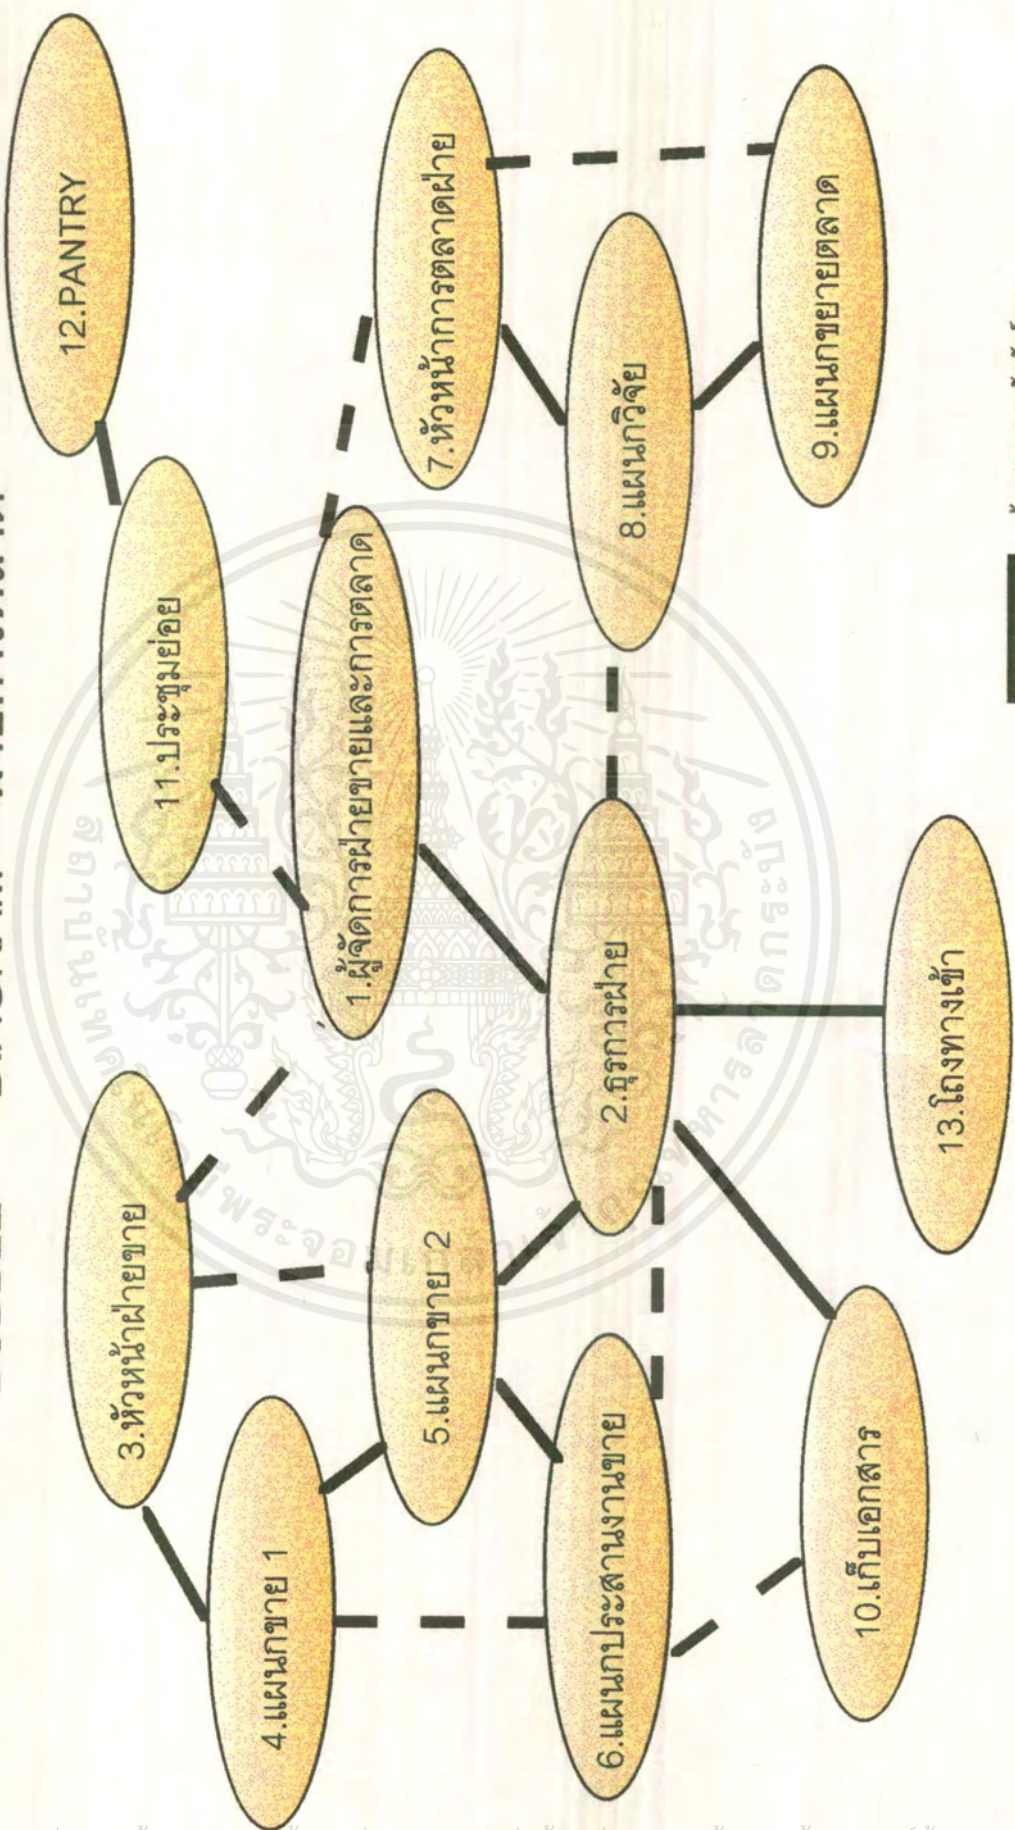 12.PANTRY
11.ประชุมย่อย
3.หัวหน้าฝ่ายขาย
7.หัวหน้าการตลาดฝ่าย
1.ผู้จัดการฝ่ายขายและการตลาด
4.แผนกขาย 1
5.แผนกขาย 2
8.แผนกวิจัย
2.ธุรการฝ่าย
6.แผนกประสานงานขาย
9.แผนกขยายตลาด
10.เก็บเอกสาร
13.โถงทางเข้า